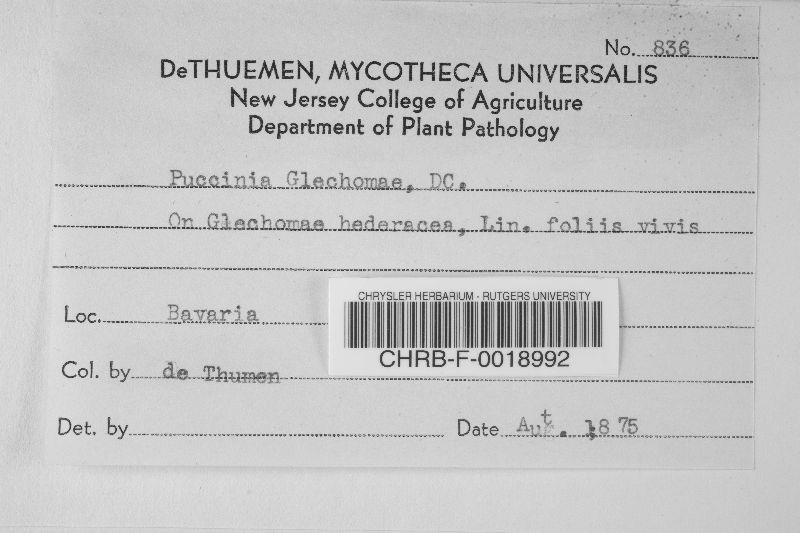 No. 836
DeTHUEMEN, MYCOTHECA UNIVERSALIS
New Jersey College of Agriculture
Department of Plant Pathology
Puccinia Glechomae, DC.
On Glechomae hederacea, Lin. foliis vivis
Loc. Bavaria
CHRYSLER HERBARIUM - RUTGERS UNIVERSITY
CHRB-F-0018992
Col. by de Thumen
Det. by
Date 1875